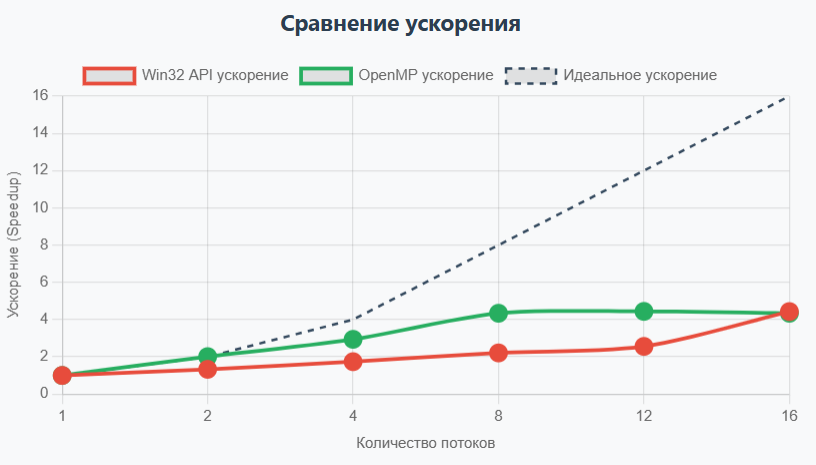 Сравнение ускорения
Win32 API ускорение OpenMP ускорение Идеальное ускорение
Ускорение (Speedup)
16
14
12
10
8
6
4
2
0
1 2 4 8 12 16
Количество потоков